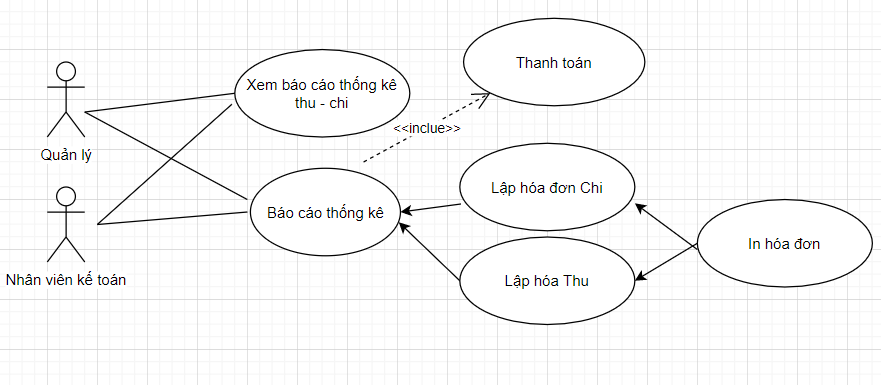 Thanh toán
Xem báo cáo thống kê
thu - chi
<<inclue>>
Quản lý
Lập hóa đơn Chi
Báo cáo thống kê
In hóa đơn
Nhân viên kế toán
Lập hóa Thu